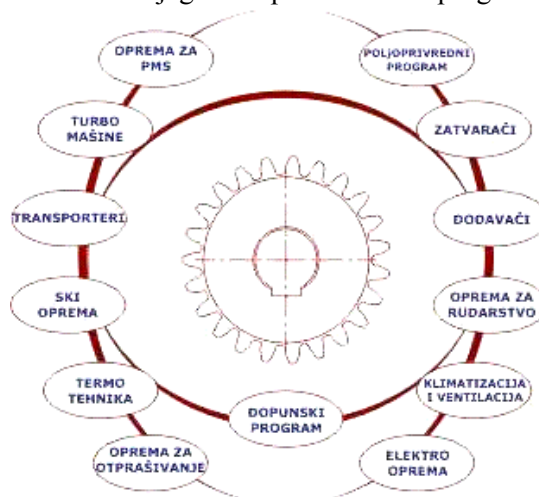 OPREMA ZA
PMS
POLJOPRIVREDNI
PROGRAM
TURBO
MAŠINE
ZATVARAČI
TRANSPORTERI
DODAVAČI
SKI
OPREMA
OPREMA ZA
RUDARSTVO
TERMO
TEHNIKA
KLIMATIZACIJA
I VENTILACIJA
ĐOPUNSKI
PROGRAM
OPREMA ZA
OTPRAŠIVANJE
ELEKTRO
OPREMA